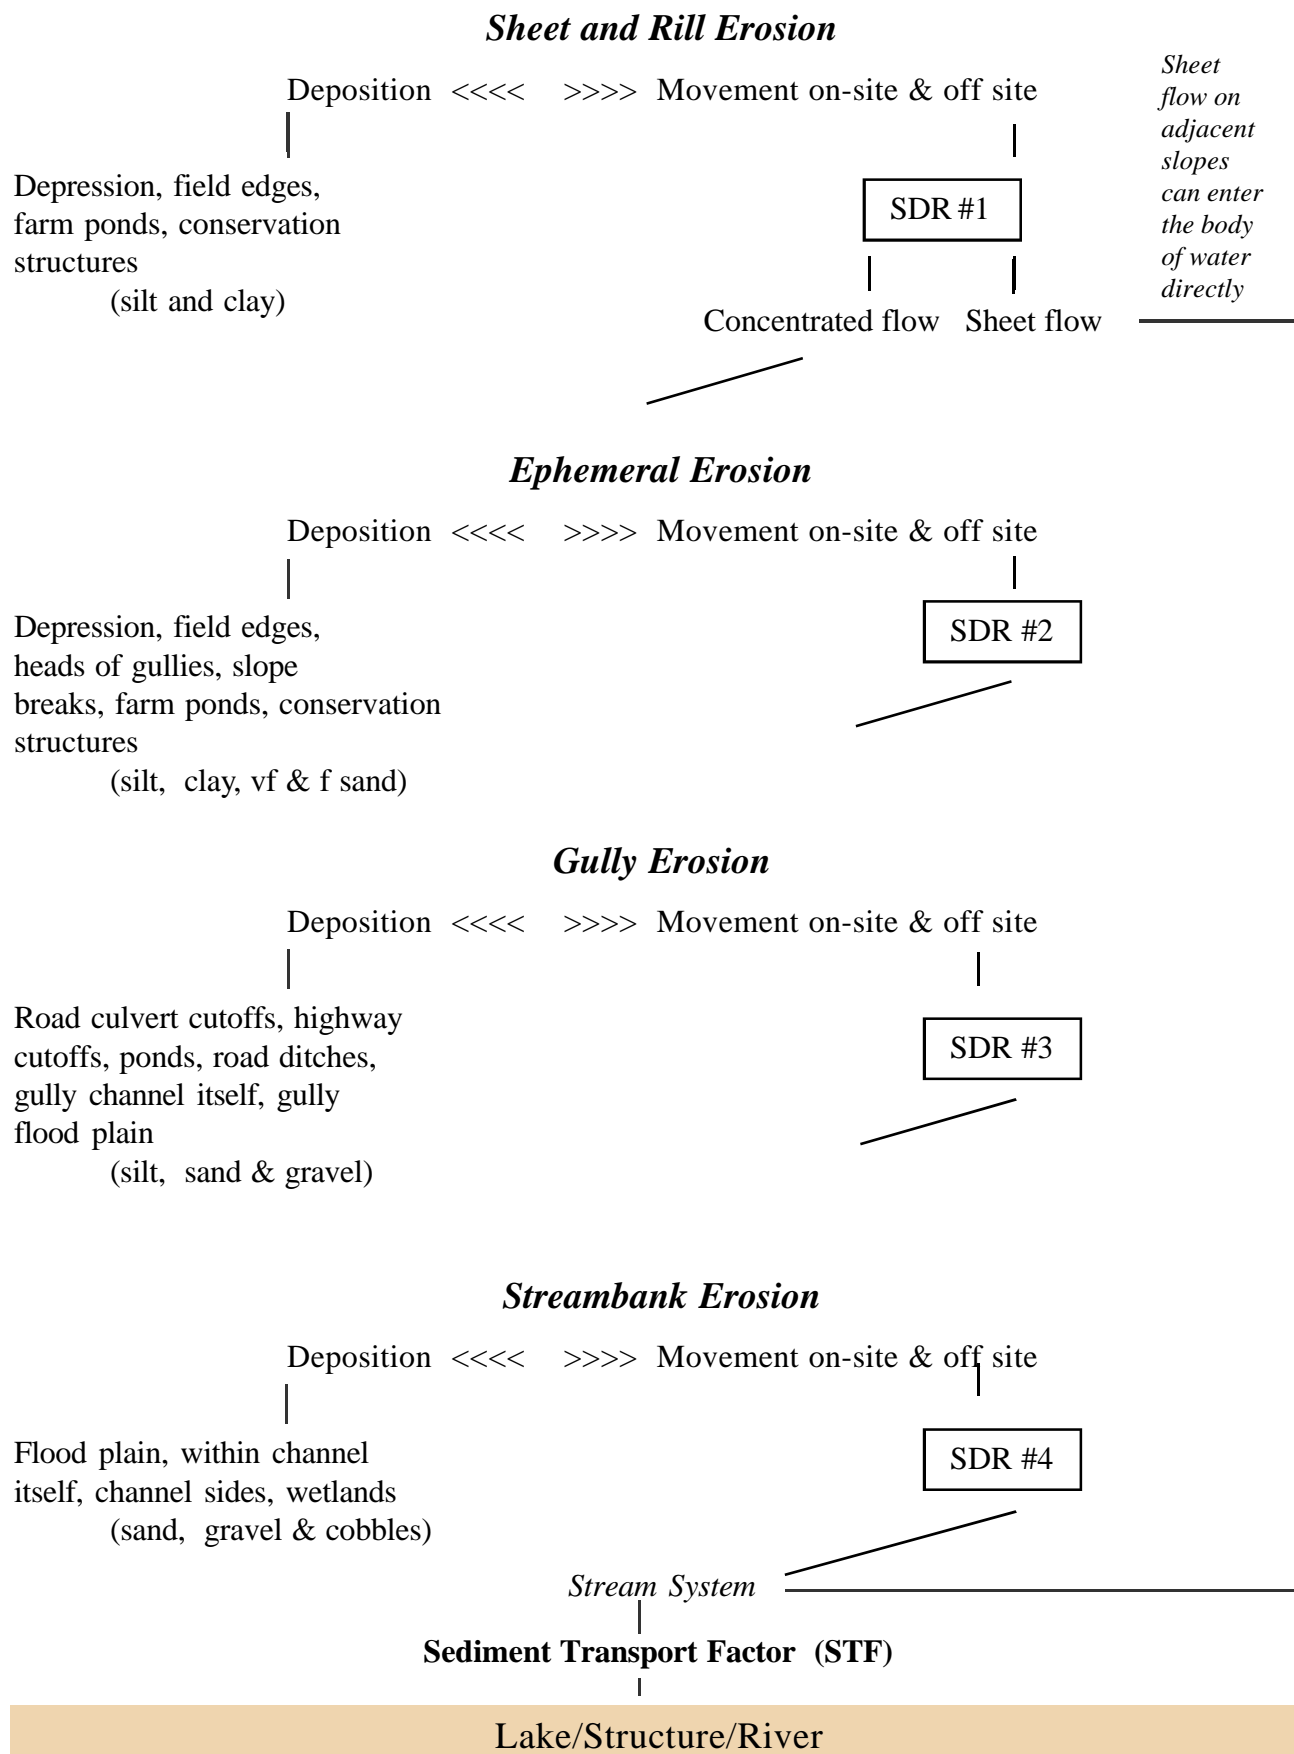 Sheet and Rill Erosion
Deposition <<<< >>>> Movement on-site & off site
Sheet
flow on
adjacent
slopes
can enter
the body
of water
directly
Depression, field edges,
farm ponds, conservation
structures
(silt and clay)
SDR #1
Concentrated flow Sheet flow
Ephemeral Erosion
Deposition <<<< >>>> Movement on-site & off site
Depression, field edges,
heads of gullies, slope
breaks, farm ponds, conservation
structures
(silt, clay, vf & f sand)
SDR #2
Gully Erosion
Deposition <<<< >>>> Movement on-site & off site
Road culvert cutoffs, highway
cutoffs, ponds, road ditches,
gully channel itself, gully
flood plain
(silt, sand & gravel)
SDR #3
Streambank Erosion
Deposition <<<< >>>> Movement on-site & off site
Flood plain, within channel
itself, channel sides, wetlands
(sand, gravel & cobbles)
SDR #4
Stream System
Sediment Transport Factor (STF)
Lake/Structure/River